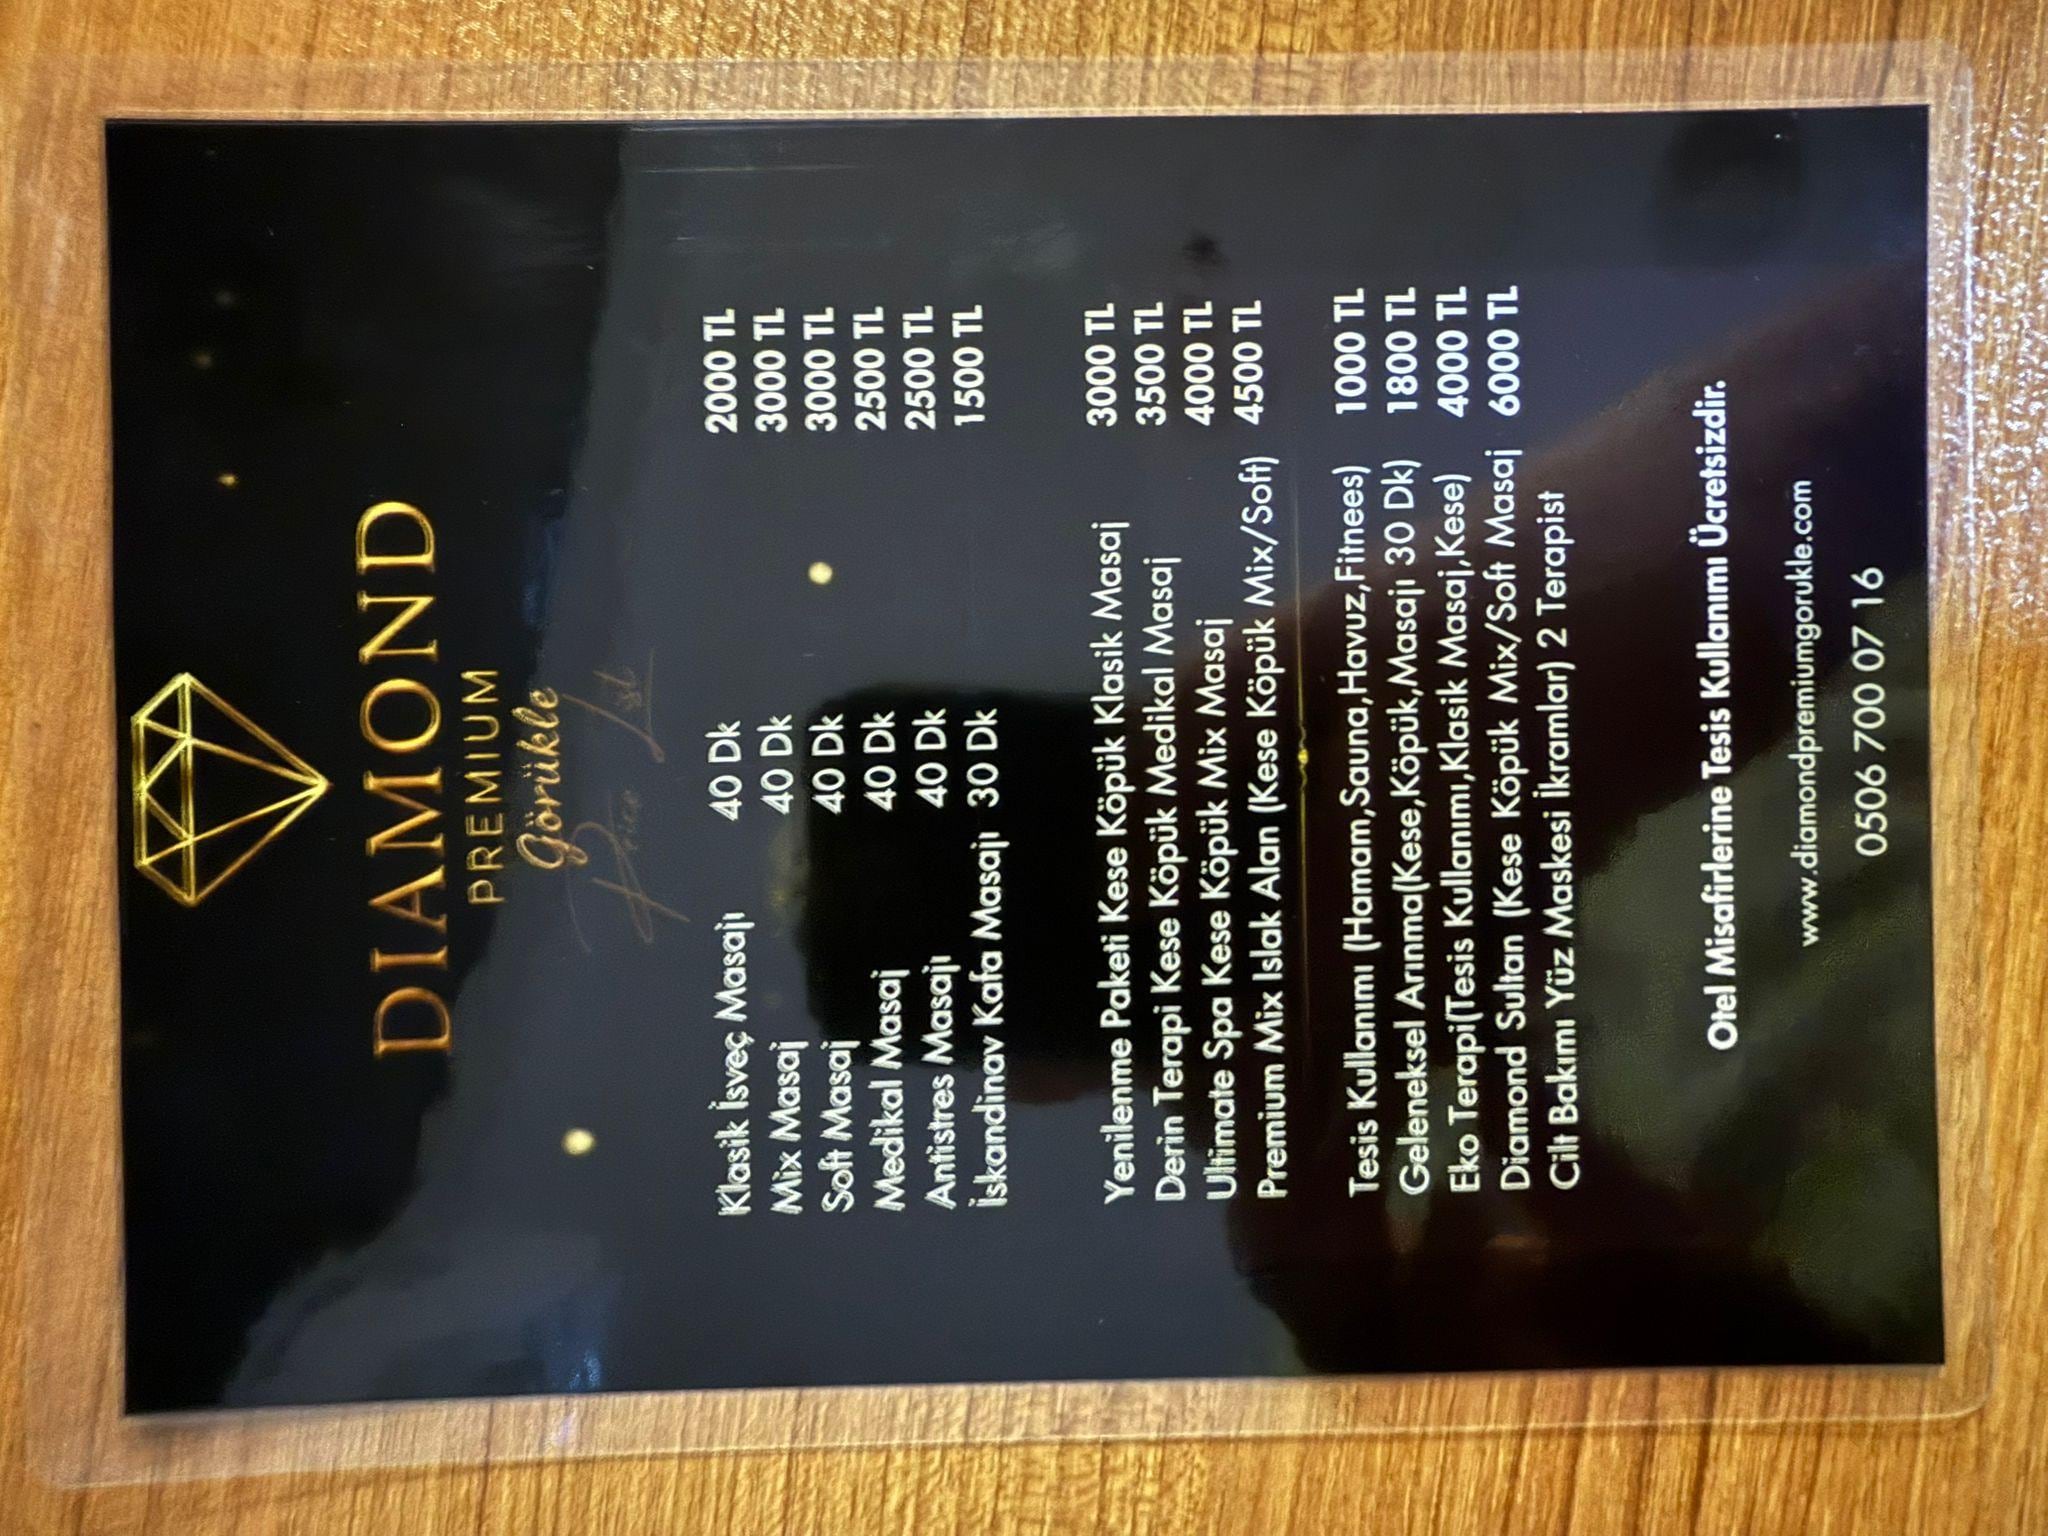 DIAMOND
PREMIUM
Görükle
Price List
Klasik İsveç Masajı 40 Dk 2000 TL
Mix Masaj 40 Dk 3000 TL
Soft Masaj 40 Dk 3000 TL
Medikal Masaj 40 Dk 2500 TL
Antistres Masajı 40 Dk 2500 TL
İskandinav Kafa Masajı 30 Dk 1500 TL
Yenilenme Paketi Kese Köpük Klasik Masaj 3000 TL
Derin Terapi Kese Köpük Medikal Masaj 3500 TL
Ultimate Spa Kese Köpük Mix Masaj 4000 TL
Premium Mix Islak Alan (Kese Köpük Mix/Soft) 4500 TL
Tesis Kullanımı (Hamam,Sauna,Havuz,Fitnees) 1000 TL
Geleneksel Arınma(Kese,Köpük,Masajı 30 Dk) 1800 TL
Eko Terapi(Tesis Kullanımı,Klasik Masaj,Kese) 4000 TL
Diamond Sultan (Kese Köpük Mix/Soft Masaj 6000 TL
Cilt Bakımı Yüz Maskesi İkramlar) 2 Terapist
Otel Misafirlerine Tesis Kullanımı Ücretsizdir.
www.diamondpremiumgorukle.com
0506 700 07 16